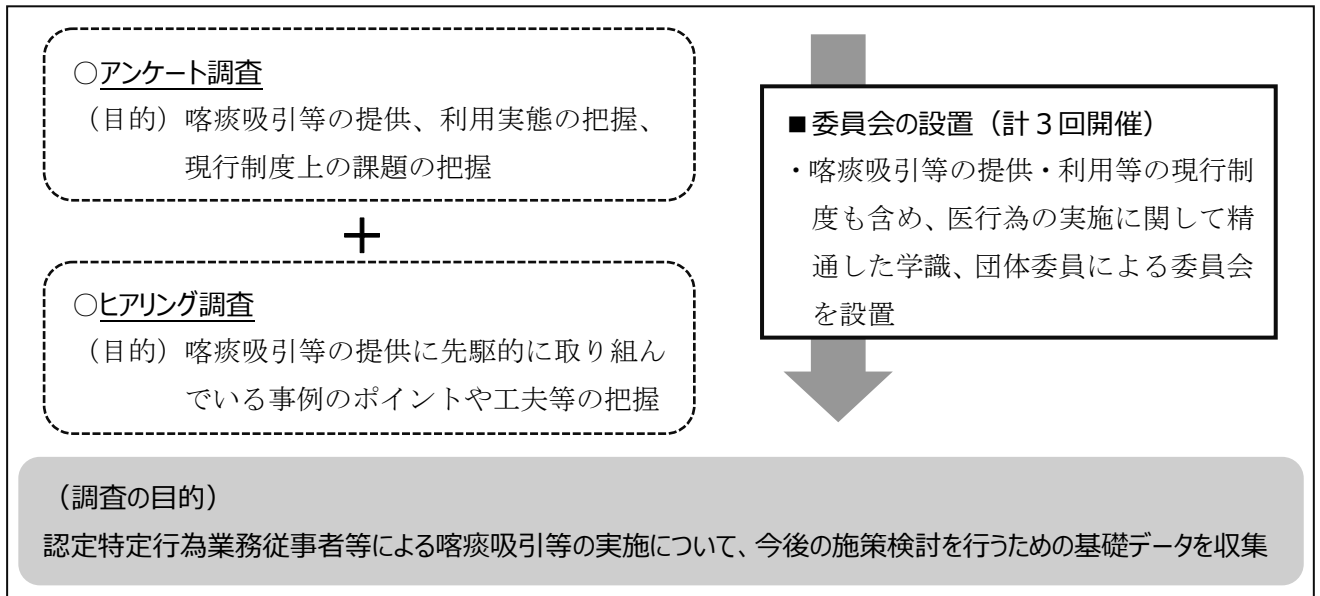 ○アンケート調査
（目的）喀痰吸引等の提供、利用実態の把握、
現行制度上の課題の把握
＋
○ヒアリング調査
（目的）喀痰吸引等の提供に先駆的に取り組ん
でいる事例のポイントや工夫等の把握
■委員会の設置（計３回開催）
・喀痰吸引等の提供・利用等の現行制
度も含め、医行為の実施に関して精
通した学識、団体委員による委員会
を設置
（調査の目的）
認定特定行為業務従事者等による喀痰吸引等の実施について、今後の施策検討を行うための基礎データを収集